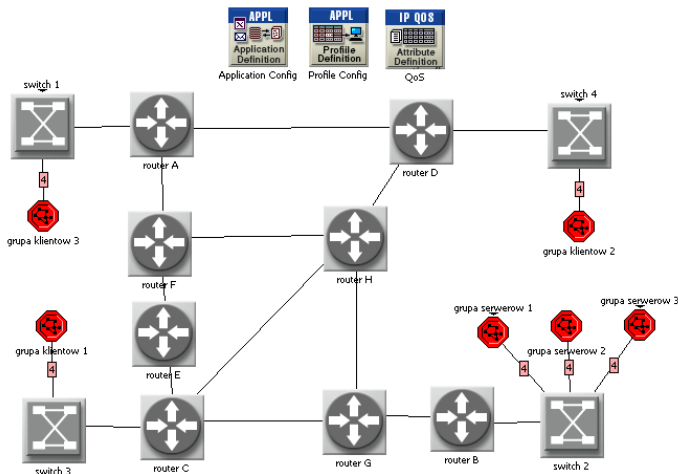 APPL
Application
Definition
Application Config
APPL
Profile
Definition
Profile Config
IP QOS
Attribute
Definition
QoS
switch 1
switch 4
router A
router D
4
4
grupa klientow 3
grupa klientow 2
router F
router H
grupa klientow 1
grupa serwerow 1
grupa serwerow 2
grupa serwerow 3
4
4
4
4
router E
switch 3
router C
router G
router B
switch 2